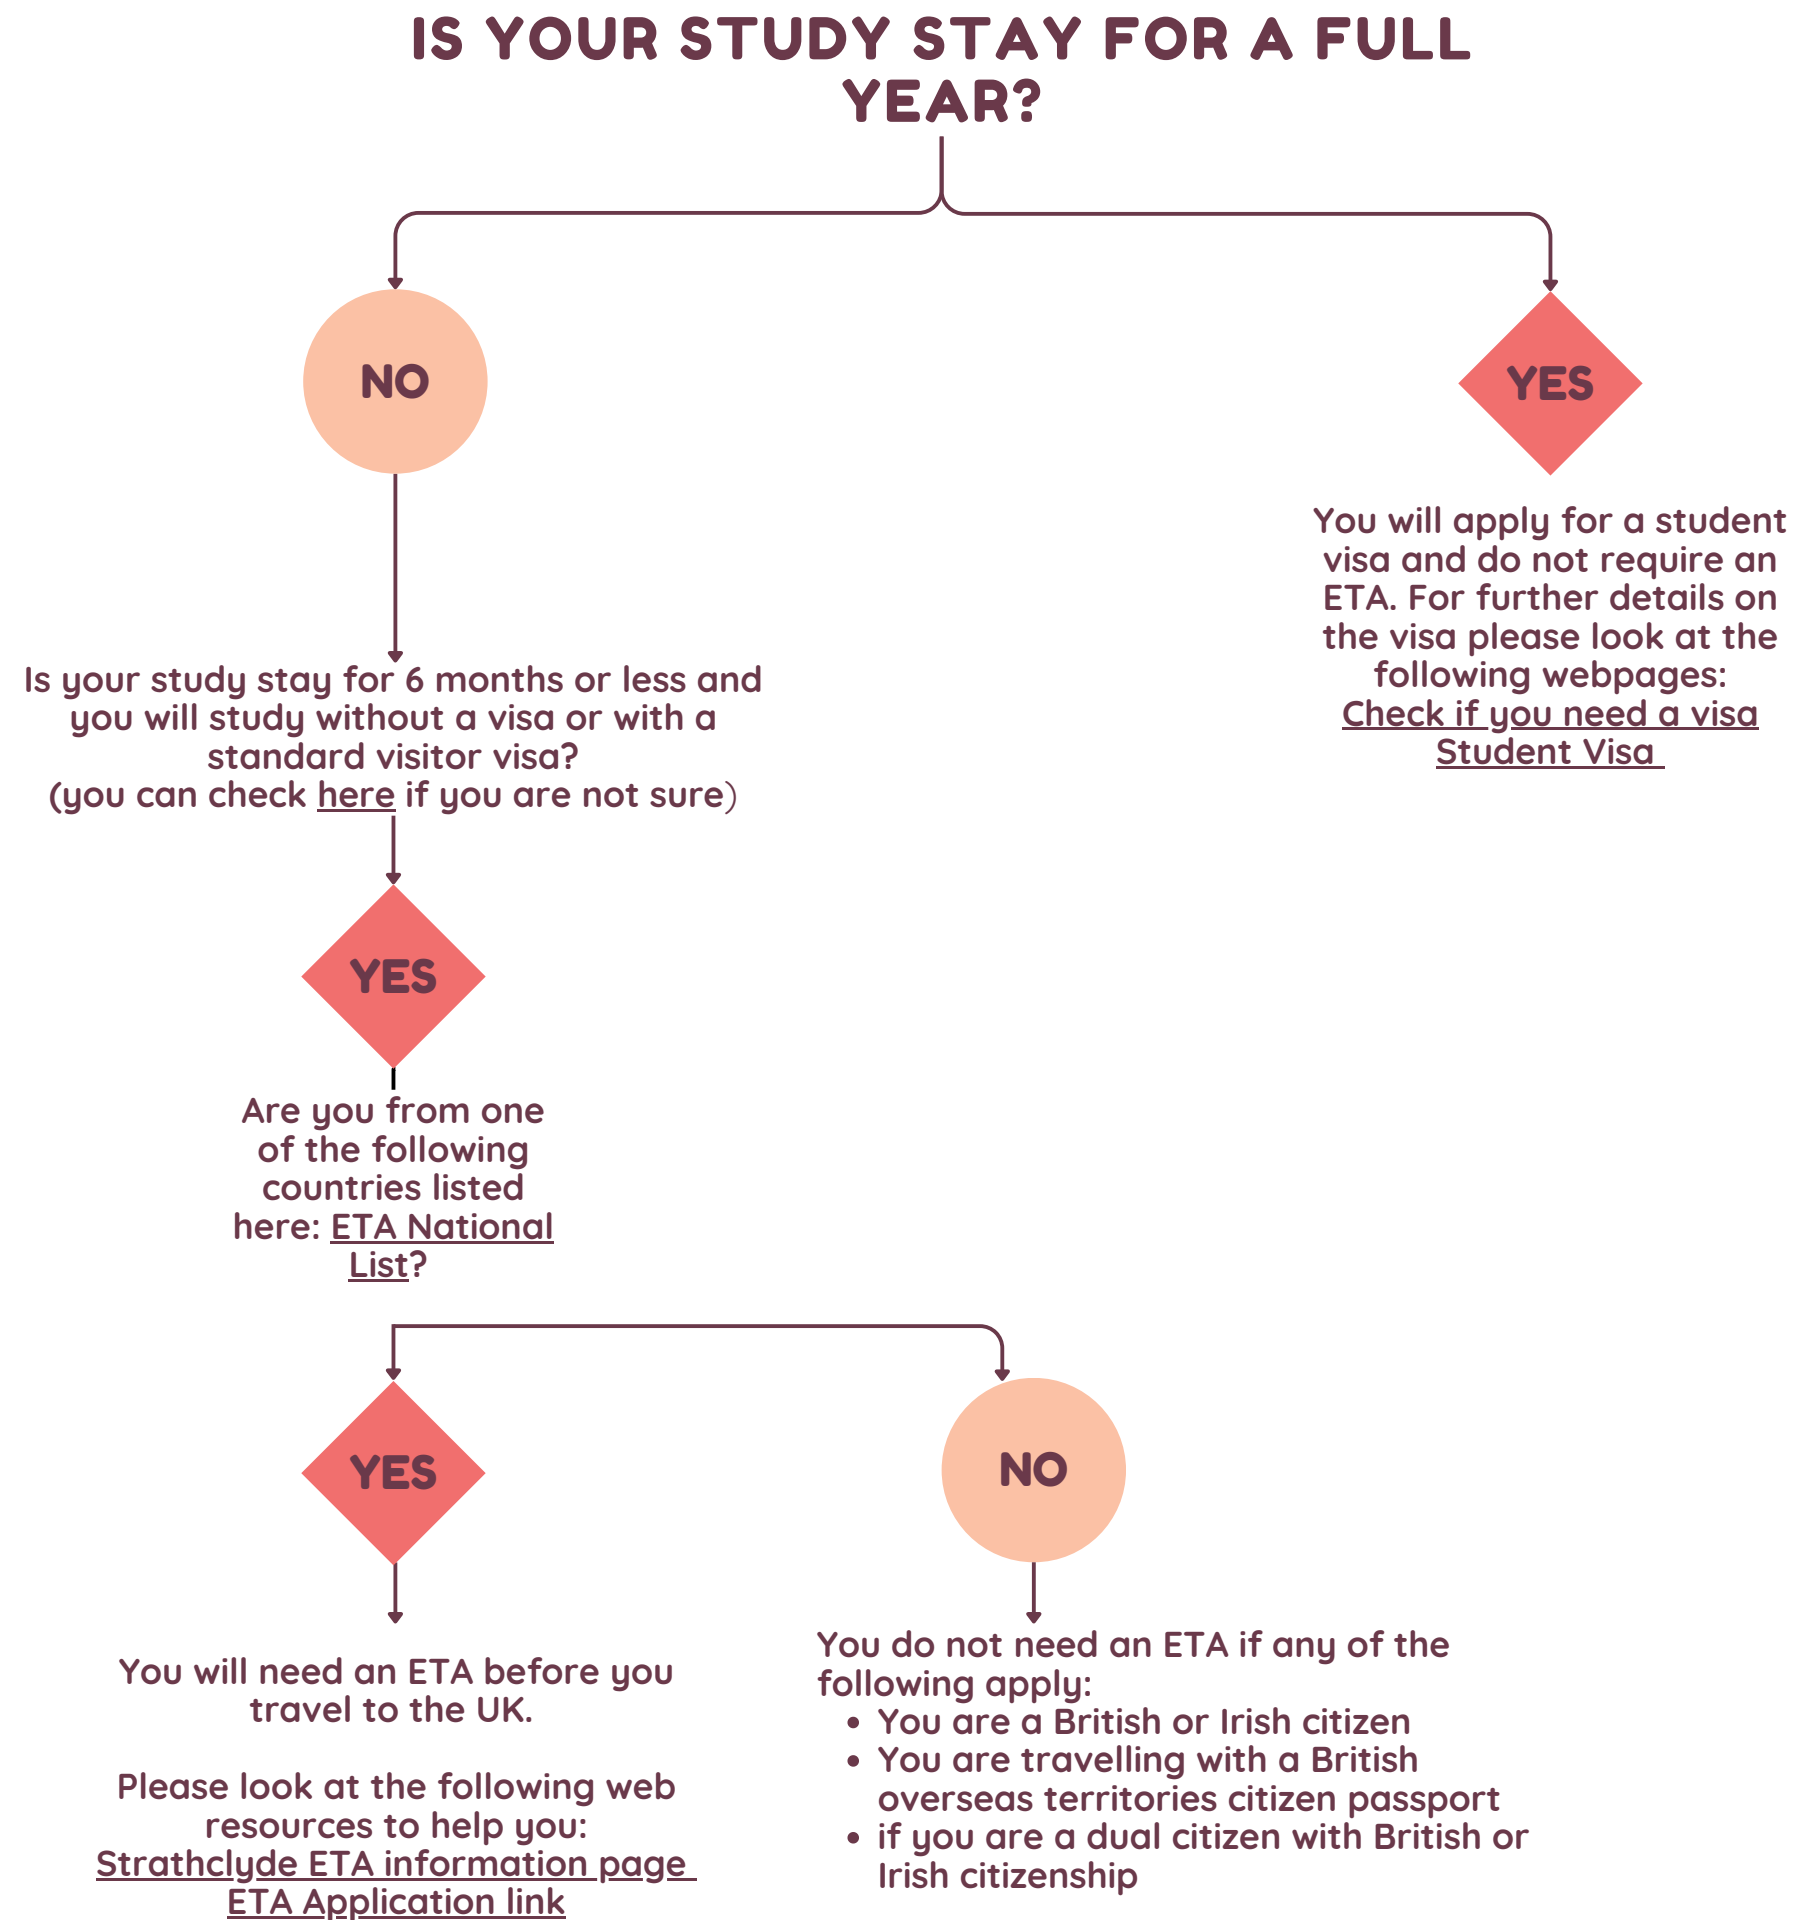 IS YOUR STUDY STAY FOR A FULL
YEAR?
NO
YES
You will apply for a student
visa and do not require an
ETA. For further details on
the visa please look at the
following webpages:
Check if you need a visa
Student Visa
Is your study stay for 6 months or less and
you will study without a visa or with a
standard visitor visa?
(you can check here if you are not sure)
YES
Are you from one
of the following
countries listed
here: ETA National
List?
YES
NO
You will need an ETA before you
travel to the UK.
Please look at the following web
resources to help you:
Strathclyde ETA information page
ETA Application link
You do not need an ETA if any of the
following apply:
• You are a British or Irish citizen
• You are travelling with a British
overseas territories citizen passport
• if you are a dual citizen with British or
Irish citizenship